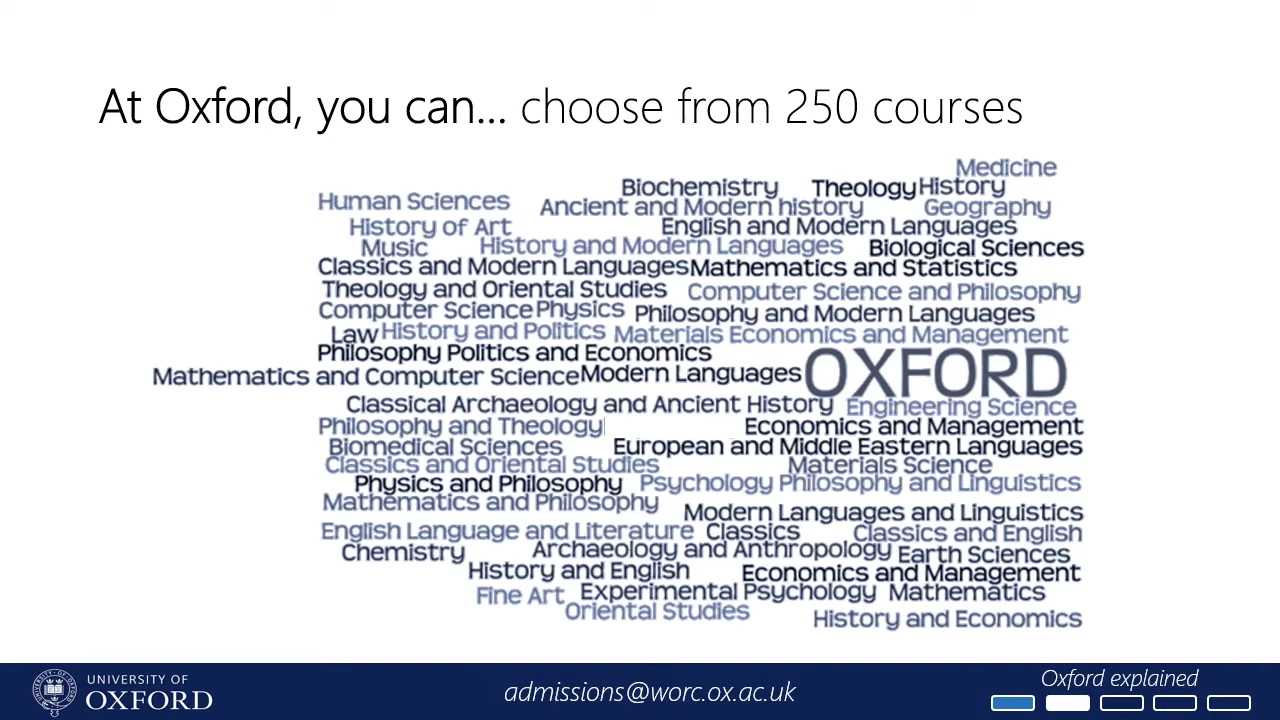 At Oxford, you can... choose from 250 courses
Medicine
Biochemistry Theology History
Human Sciences Ancient and Modern history Geography
History of Art English and Modern Languages
Music History and Modern Languages Biological Sciences
Classics and Modern Languages Mathematics and Statistics
Theology and Oriental Studies Computer Science and Philosophy
Computer Science Physics Philosophy and Modern Languages
Law History and Politics Materials Economics and Management
Philosophy Politics and Economics
Mathematics and Computer Science Modern Languages OXFORD
Classical Archaeology and Ancient History Engineering Science
Philosophy and Theology Economics and Management
Biomedical Sciences European and Middle Eastern Languages
Classics and Oriental Studies Materials Science
Physics and Philosophy Psychology Philosophy and Linguistics
Mathematics and Philosophy Modern Languages and Linguistics
English Language and Literature Classics Classics and English
Chemistry Archaeology and Anthropology Earth Sciences
History and English Economics and Management
Fine Art Experimental Psychology Mathematics
Oriental Studies History and Economics
UNIVERSITY OF
OXFORD
admissions@worc.ox.ac.uk
Oxford explained